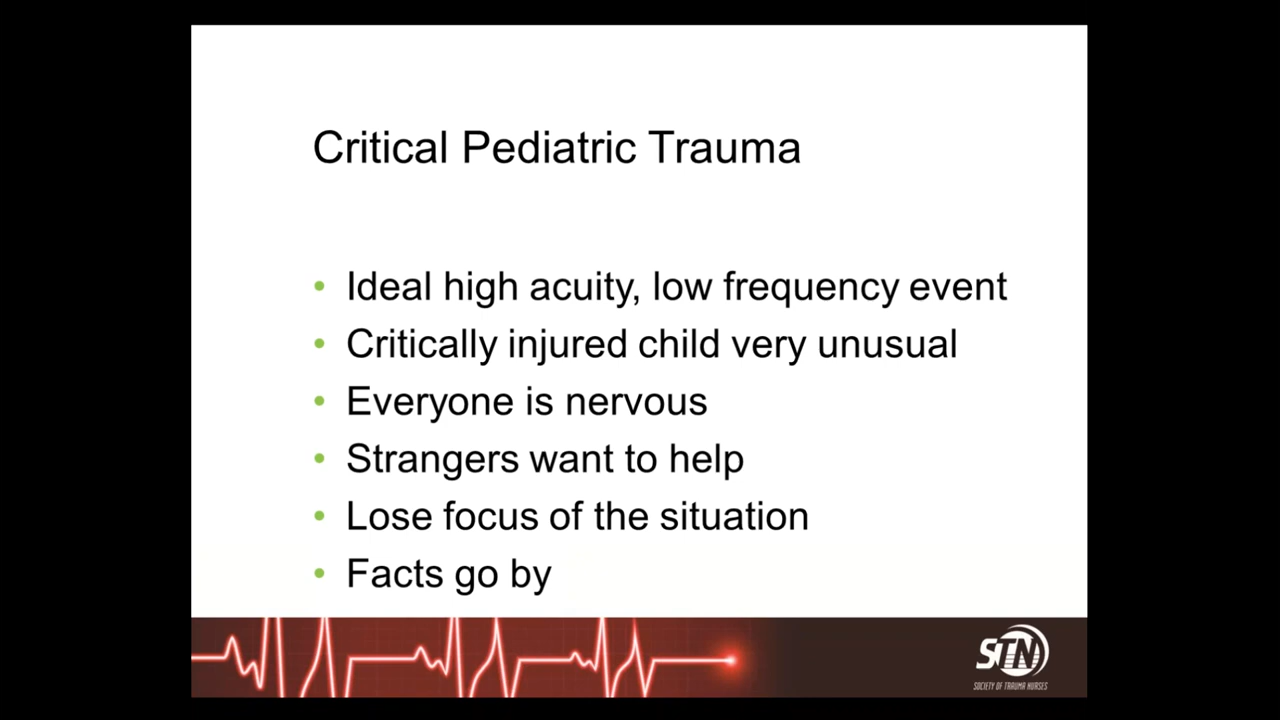 Critical Pediatric Trauma
• Ideal high acuity, low frequency event
• Critically injured child very unusual
• Everyone is nervous
• Strangers want to help
• Lose focus of the situation
• Facts go by
STN
SOCIETY OF TRAUMA NURSES